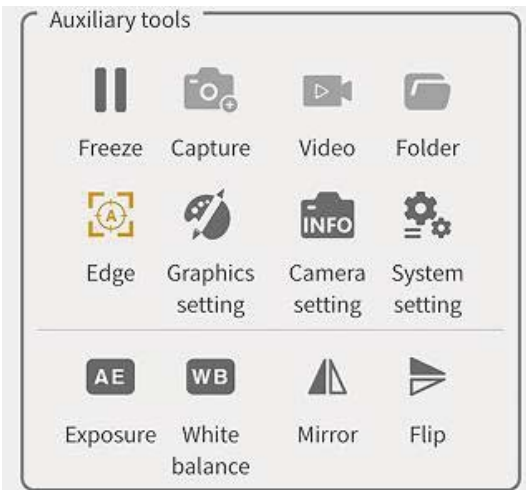 Auxiliary tools
Freeze Capture Video Folder
A INFO
Edge Graphics setting Camera setting System setting
AE WB
Exposure White balance Mirror Flip